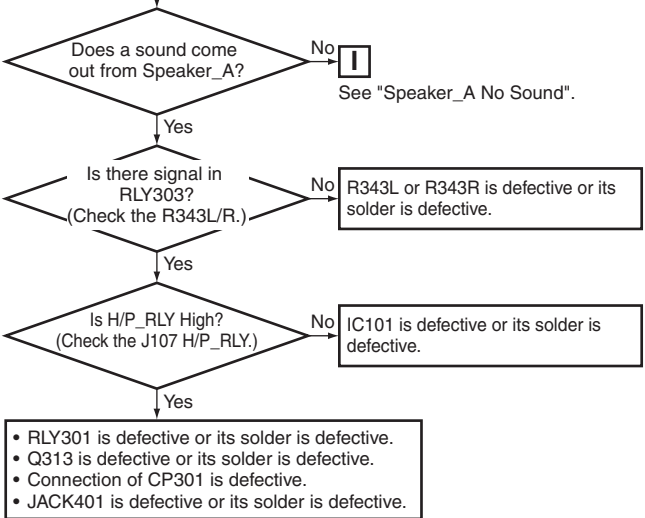 Does a sound come
out from Speaker_A?
No
I
See "Speaker_A No Sound".
Yes
Is there signal in
RLY303?
(Check the R343L/R.)
No
R343L or R343R is defective or its
solder is defective.
Yes
Is H/P_RLY High?
(Check the J107 H/P_RLY.)
No
IC101 is defective or its solder is
defective.
Yes
• RLY301 is defective or its solder is defective.
• Q313 is defective or its solder is defective.
• Connection of CP301 is defective.
• JACK401 is defective or its solder is defective.